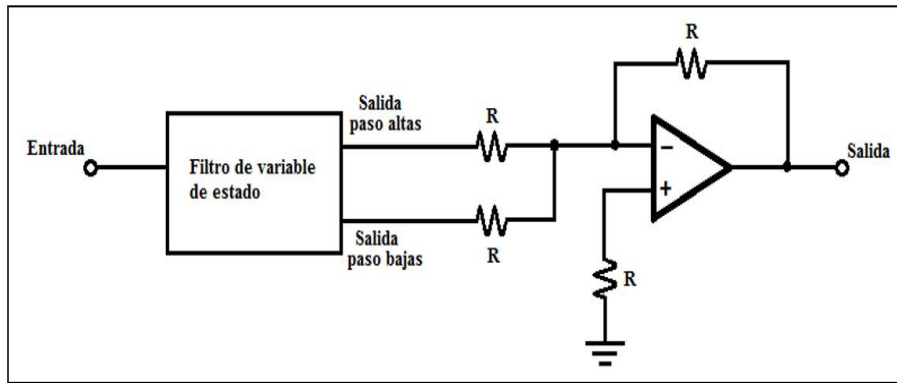 R
Salida
paso altas
R
Entrada
Filtro de variable
de estado
−
+
Salida
Salida
paso bajas
R
R